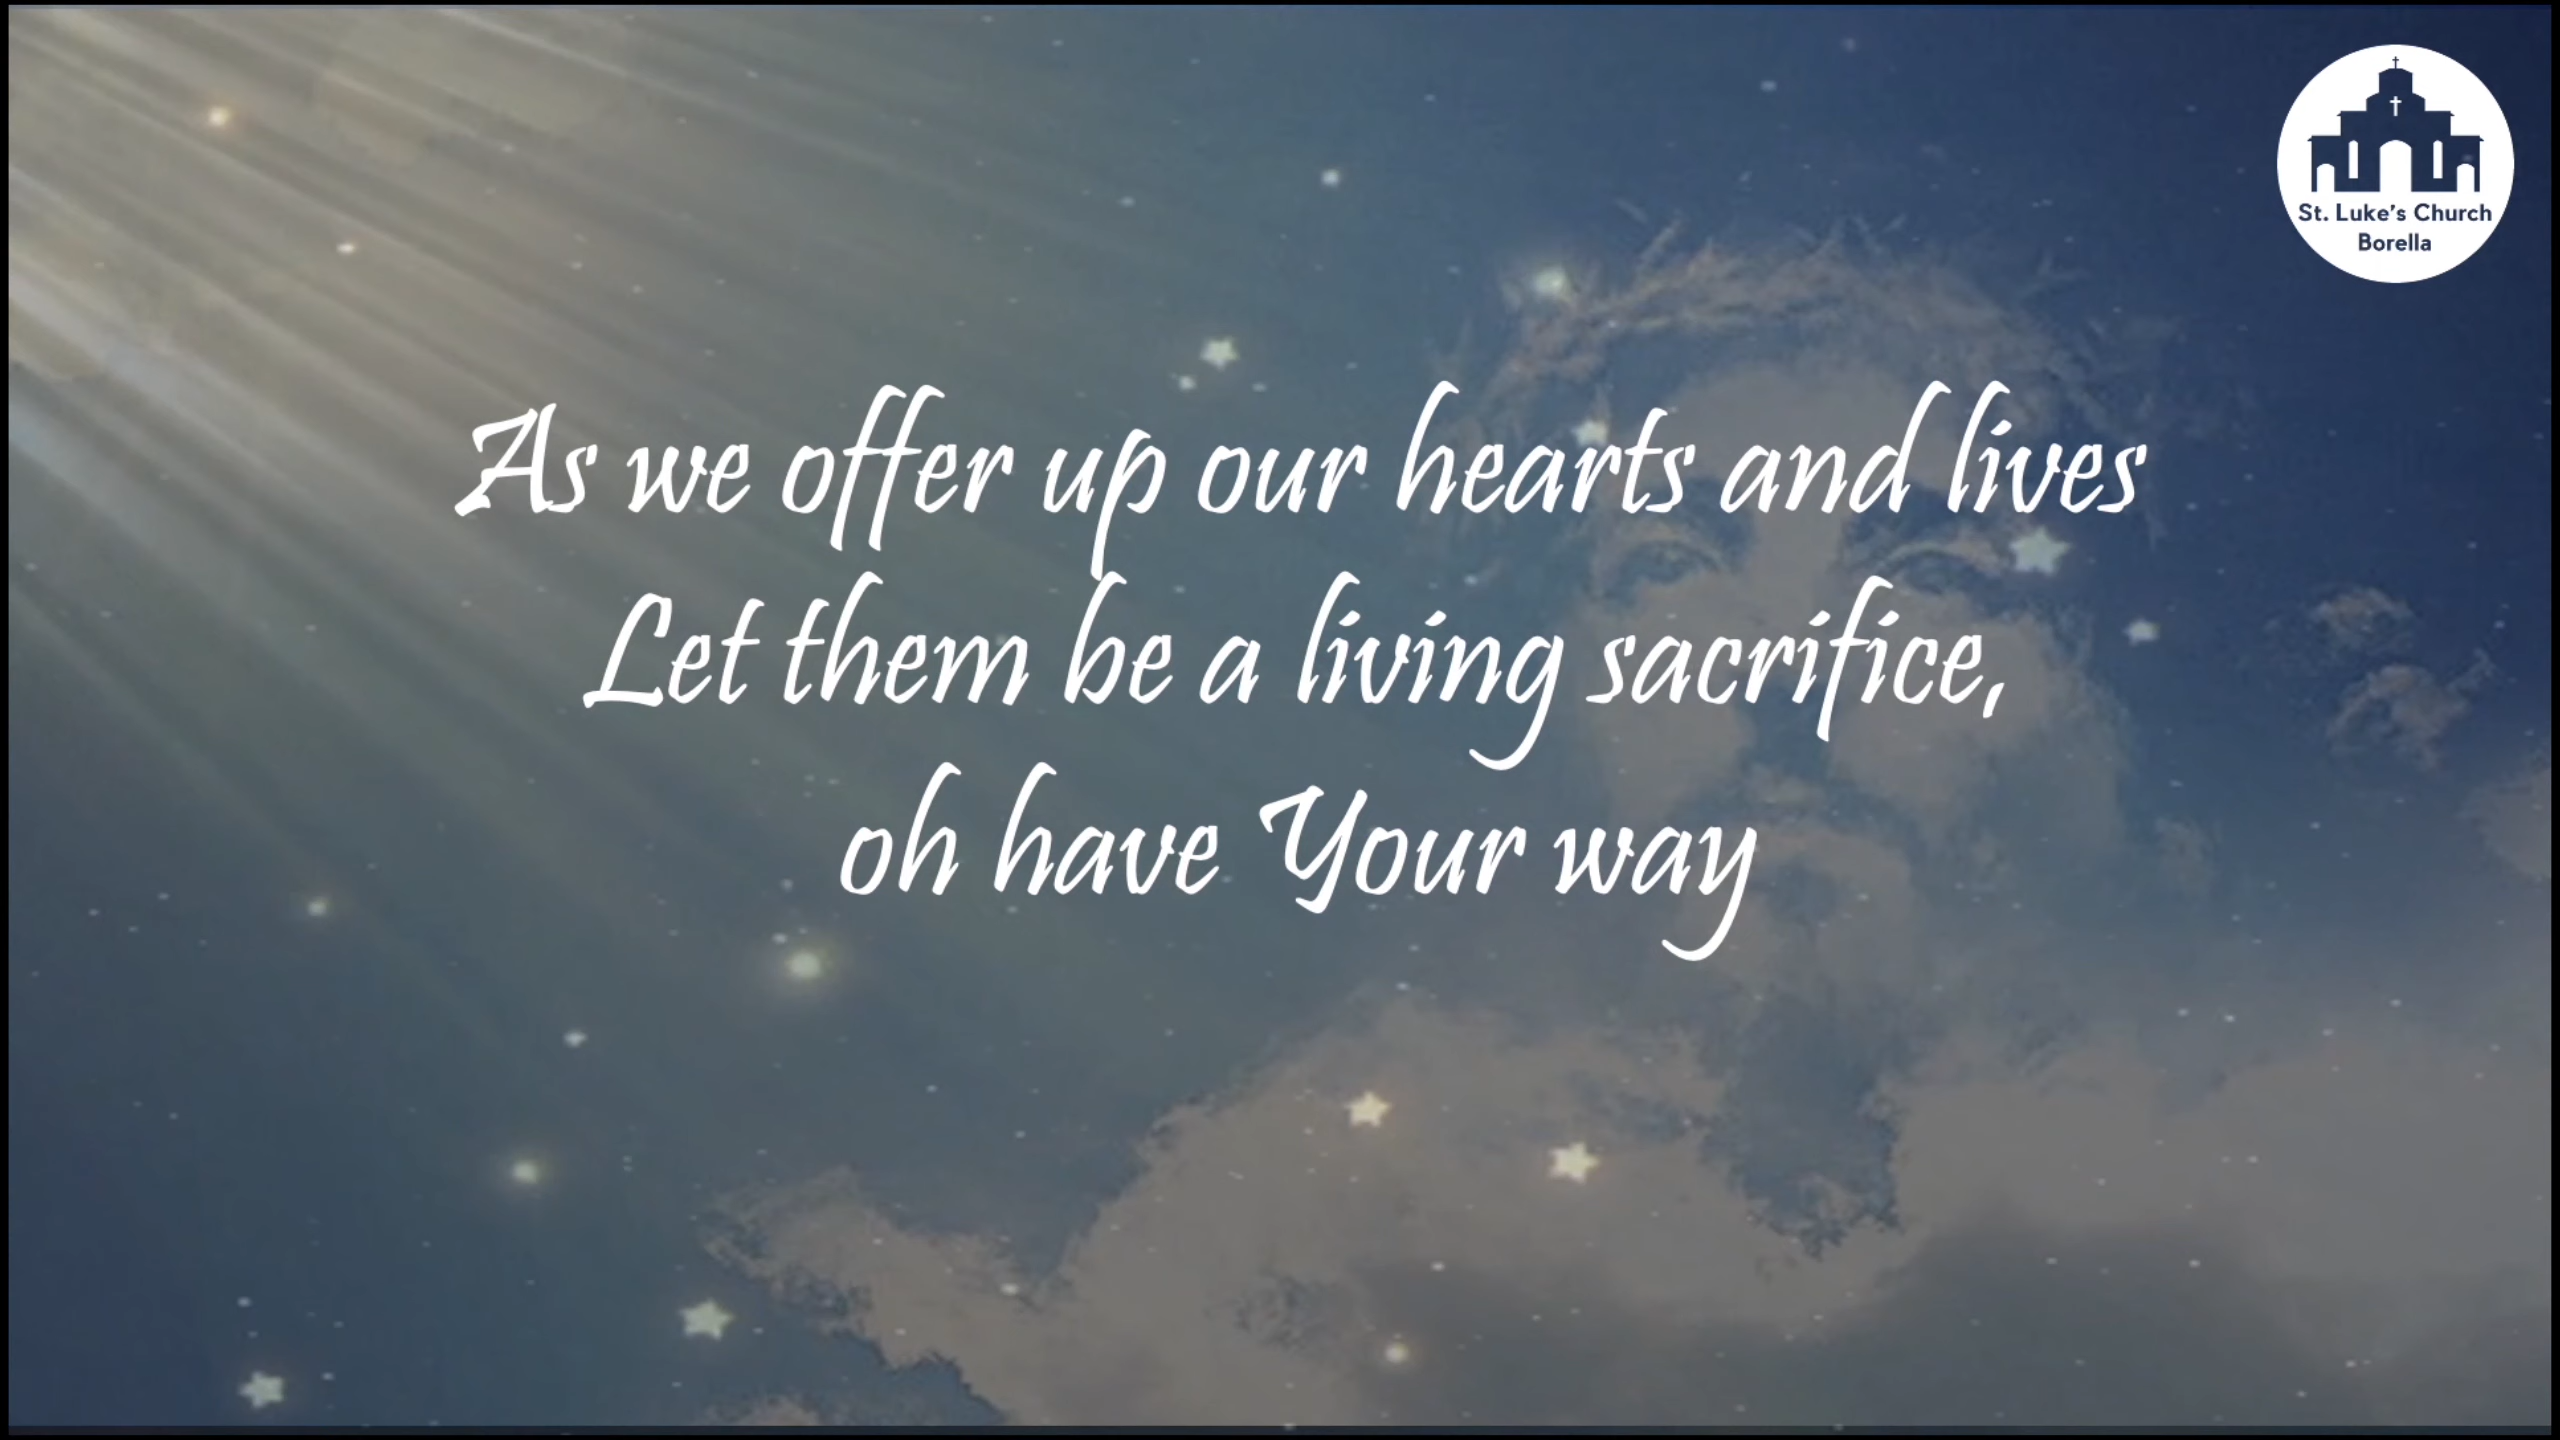 St. Luke's Church
Borella
As we offer up our hearts and lives
Let them be a living sacrifice,
oh have Your way